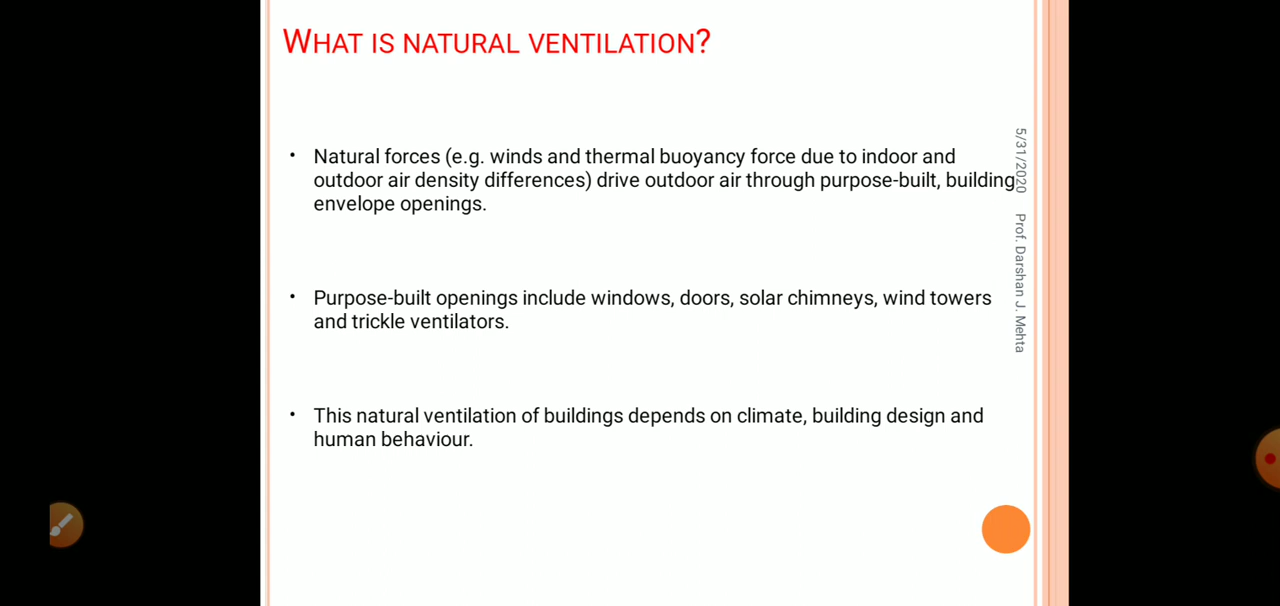 WHAT IS NATURAL VENTILATION?
• Natural forces (e.g. winds and thermal buoyancy force due to indoor and
outdoor air density differences) drive outdoor air through purpose-built, building
envelope openings.
• Purpose-built openings include windows, doors, solar chimneys, wind towers
and trickle ventilators.
• This natural ventilation of buildings depends on climate, building design and
human behaviour.
5/31/2020 Prof. Darshan J. Mehta